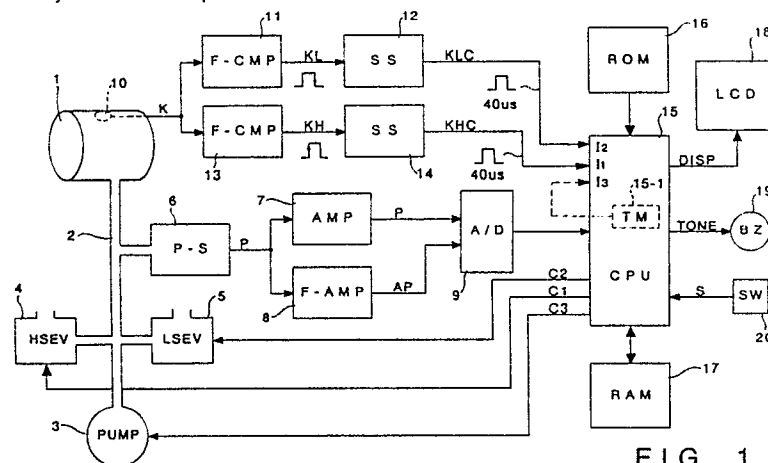 11
12
16
18
F-CMP
KL
SS
KLC
ROM
LCD
1
10
K
40us
15
F-CMP
KH
SS
KHC
I2
I1
I3
DISP
13
14
40us
15-1
TM
19
6
7
AMP
P
A/D
TONE
BZ
2
P-S
P
CPU
F-AMP
AP
9
C2
S
SW
8
C1
20
4
5
C3
HSEV
LSEV
17
RAM
3
PUMP
FIG. 1